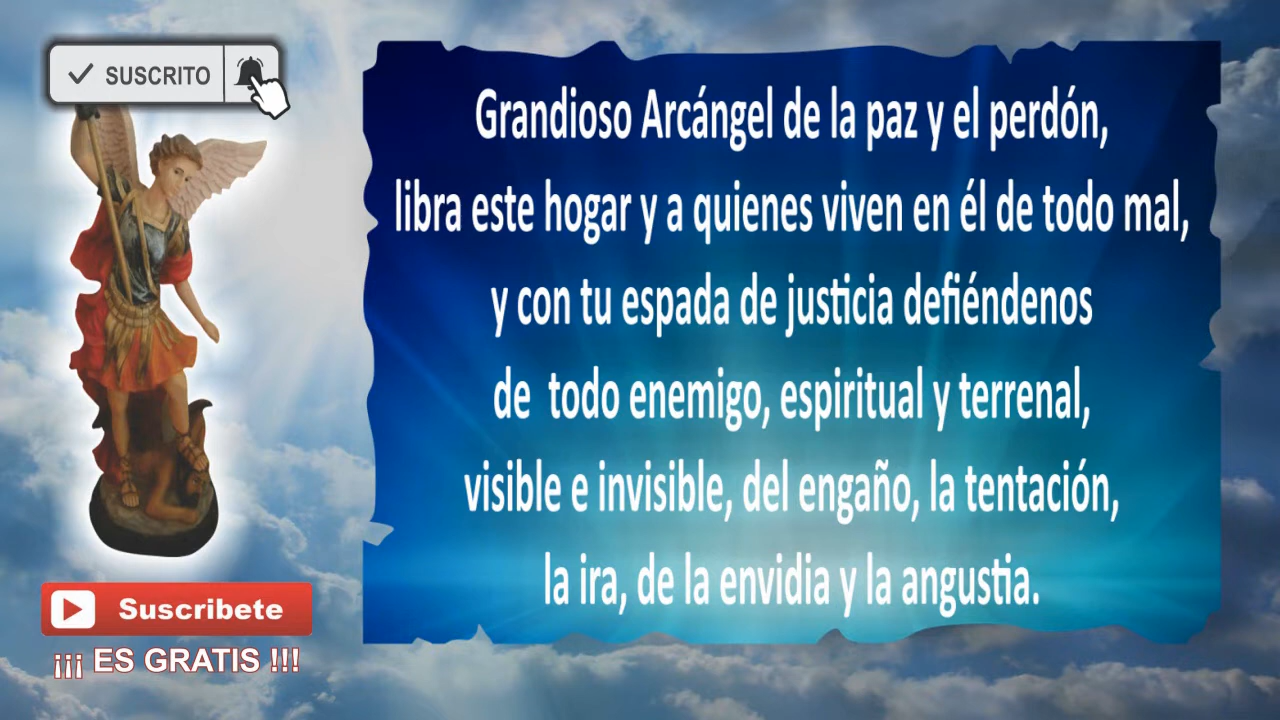 SUSCRITO
Grandioso Arcángel de la paz y el perdón,
libra este hogar y a quienes viven en él de todo mal,
y con tu espada de justicia defiéndenos
de todo enemigo, espiritual y terrenal,
visible e invisible, del engaño, la tentación,
la ira, de la envidia y la angustia.
Suscribete
¡¡¡ ES GRATIS !!!